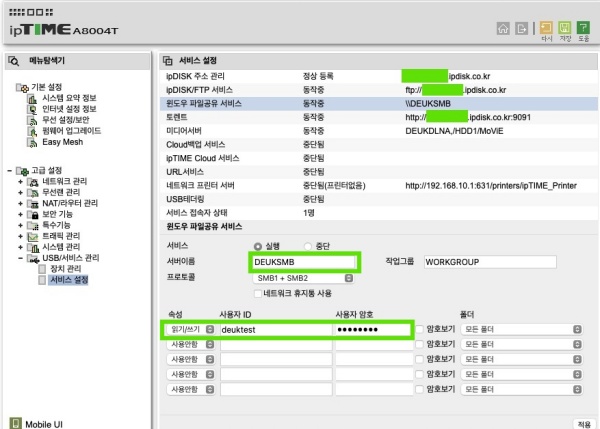 ipTIME A8004T
마시 저장 도움
메뉴탐색기
기본 설정
시스템 요약 정보
인터넷 설정 정보
무선 설정/보안
펌웨어 업그레이드
Easy Mesh
고급 설정
네트워크 관리
무선랜 관리
NAT/라우터 관리
보안 기능
특수기능
트래픽 관리
시스템 관리
USB/서비스 관리
장치 관리
서비스 설정
Mobile UI
서비스 설정
ipDISK 주소 관리 정상 등록 .ipdisk.co.kr
ipDISK/FTP 서비스 동작중 ftp:// .ipdisk.co.kr
윈도우 파일공유 서비스 동작중 \\DEUKSMB
토렌트 동작중 http:// .ipdisk.co.kr:9091
미디어서버 동작중 DEUKDLNA,/HDD1/MoViE
Cloud백업 서비스 중단됨
ipTIME Cloud 서비스 중단됨
URL서비스 중단됨
네트워크 프린터 서버 중단됨(프린터없음) http://192.168.10.1:631/printers/ipTIME_Printer
USB테더링 중단됨
서비스 접속자 상태 1명
윈도우 파일공유 서비스
서비스 실행 중단
서버이름 DEUKSMB 작업그룹 WORKGROUP
프로토콜 SMB1 + SMB2
네트워크 휴지통 사용
속성 사용자 ID 사용자 암호 폴더
읽기/쓰기 deuktest ●●●●●●●● 암호보기 모든 폴더
사용안함 암호보기 모든 폴더
사용안함 암호보기 모든 폴더
사용안함 암호보기 모든 폴더
사용안함 암호보기 모든 폴더
적용